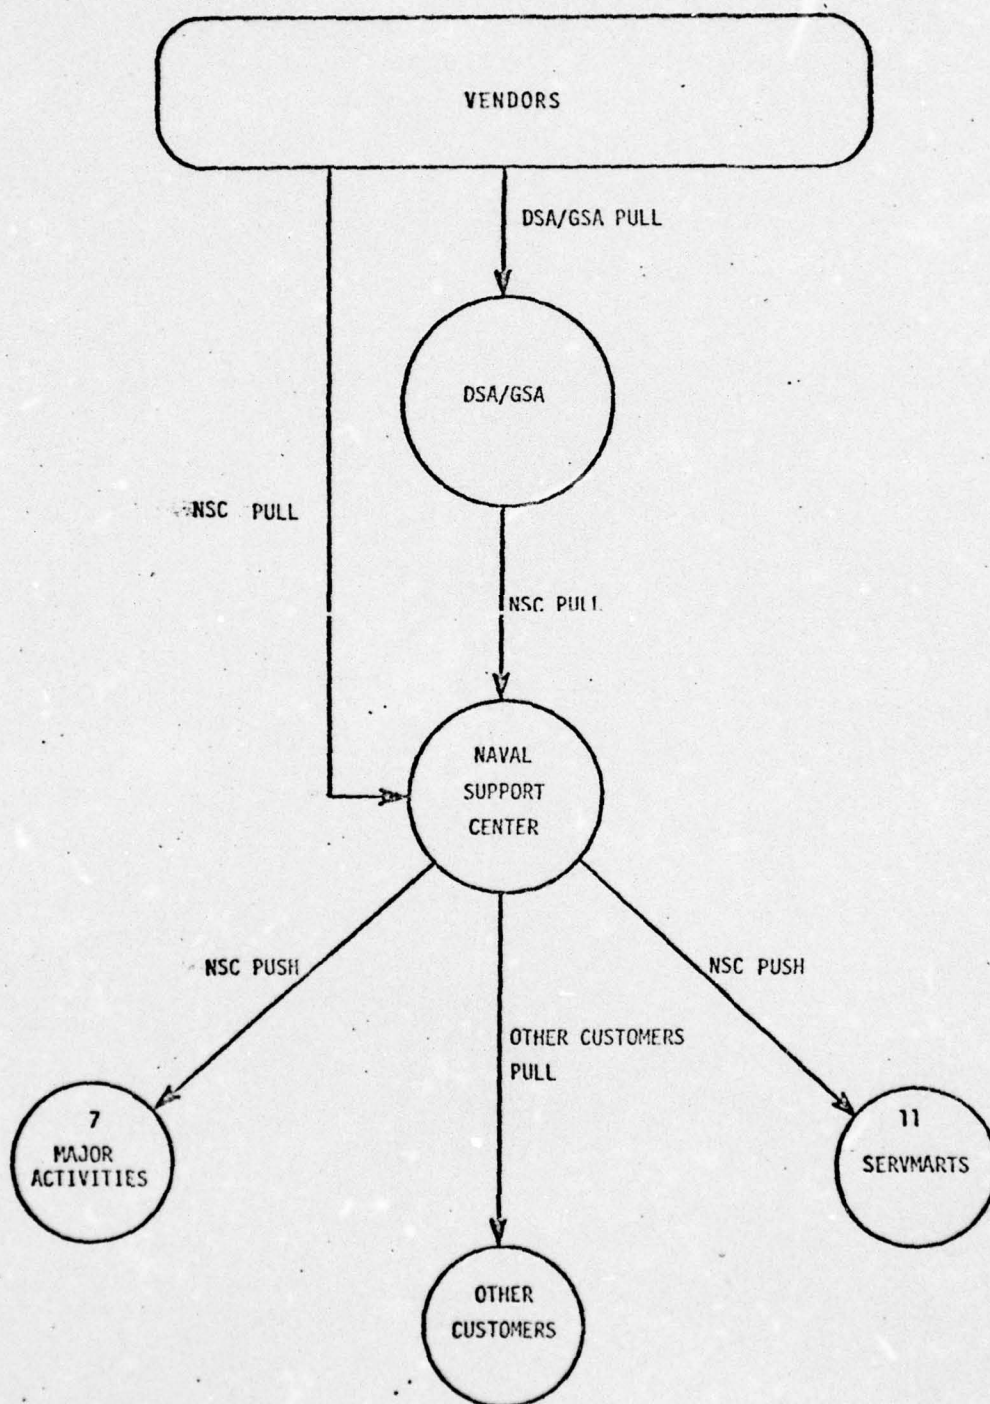 VENDORS
DSA/GSA PULL
DSA/GSA
NSC PULL
NSC PULL
NAVAL
SUPPORT
CENTER
NSC PUSH
NSC PUSH
OTHER CUSTOMERS
PULL
7
MAJOR
ACTIVITIES
11
SERVMARTS
OTHER
CUSTOMERS